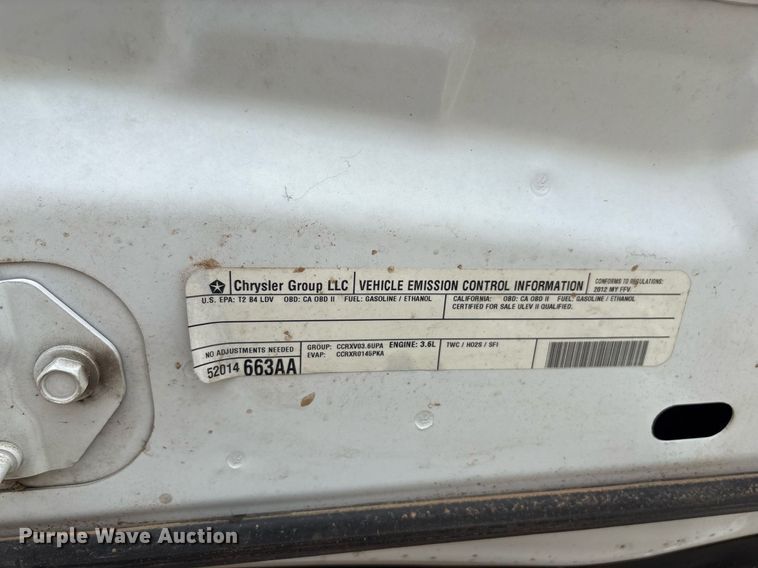 Chrysler Group LLC VEHICLE EMISSION CONTROL INFORMATION CONFORMS TO REGULATIONS:
2012 MY FFV.
U.S. EPA: T2 B4 LDV OBD: CA OBD II FUEL: GASOLINE / ETHANOL
CALIFORNIA: OBD: CA OBD II FUEL: GASOLINE / ETHANOL
CERTIFIED FOR SALE ULEV II QUALIFIED.
NO ADJUSTMENTS NEEDED
52014 663AA
GROUP: CCRXV03.6UPA ENGINE: 3.6L
EVAP: CCRXR0145PKA
TWC / HO2S / SFI
Purple Wave Auction